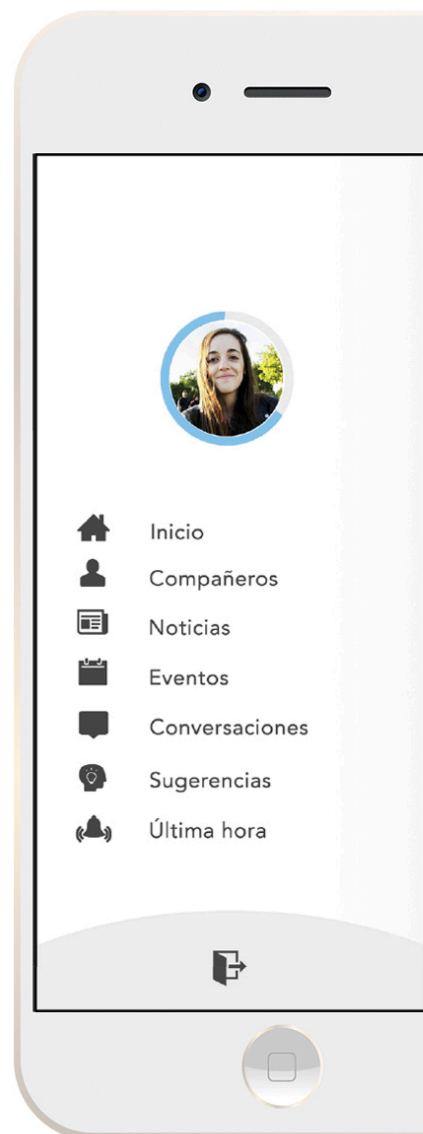 Inicio
Compañeros
Noticias
Eventos
Conversaciones
Sugerencias
Última hora